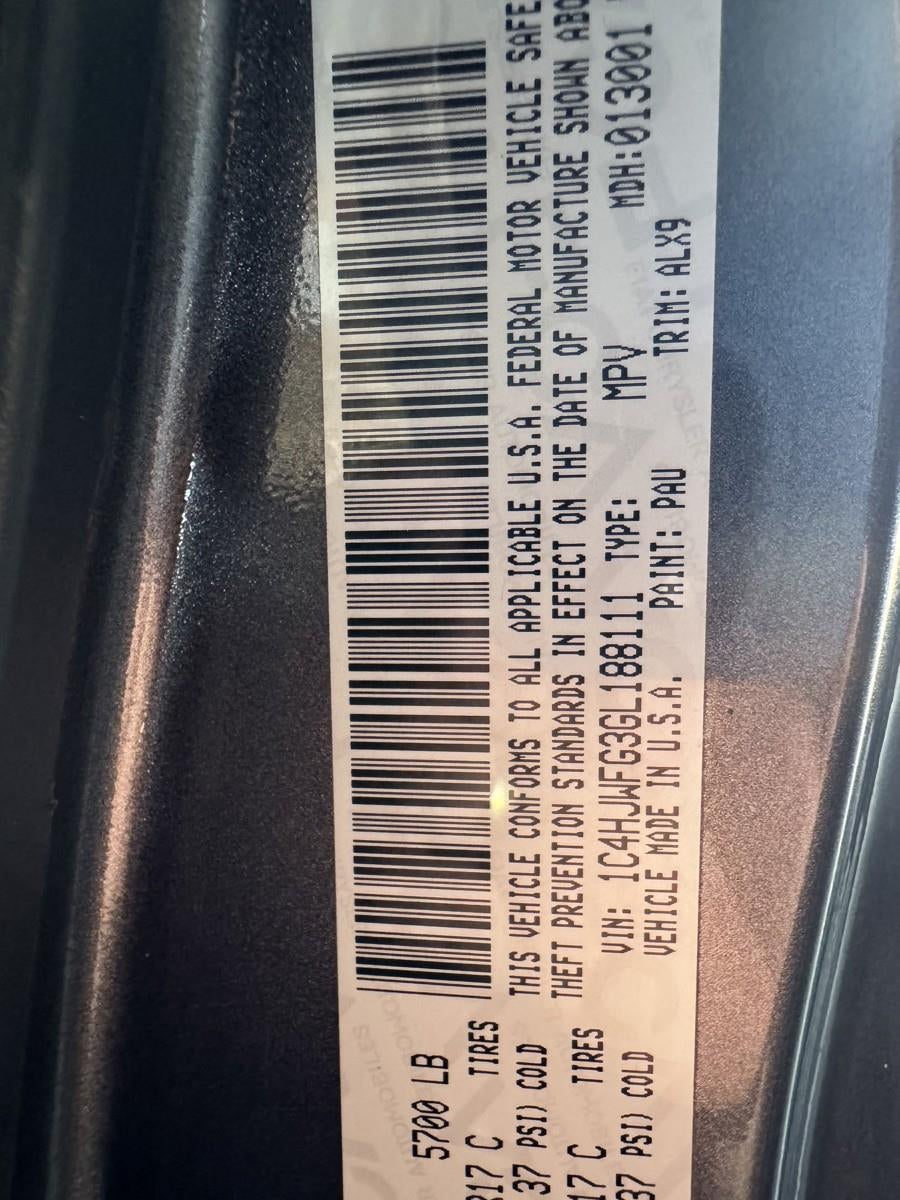 5700 LB
R17 C TIRES
37 PSI) COLD
17 C TIRES
37 PSI) COLD
THIS VEHICLE CONFORMS TO ALL APPLICABLE U.S.A. FEDERAL MOTOR VEHICLE SAFE
THEFT PREVENTION STANDARDS IN EFFECT ON THE DATE OF MANUFACTURE SHOWN ABO
VIN: 1C4HJWFG3GL188111 TYPE: MPV MDH:013001
VEHICLE MADE IN U.S.A. PAINT: PAU TRIM: ALX9